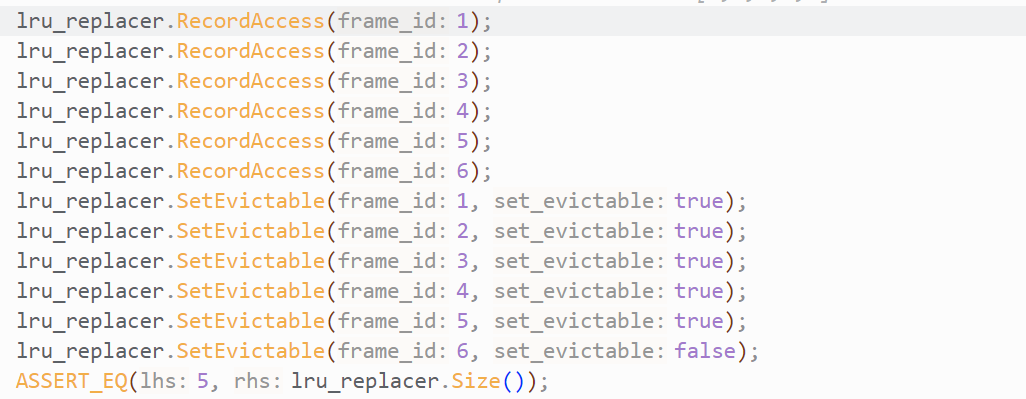 lru_replacer.RecordAccess(frame_id: 1);
lru_replacer.RecordAccess(frame_id: 2);
lru_replacer.RecordAccess(frame_id: 3);
lru_replacer.RecordAccess(frame_id: 4);
lru_replacer.RecordAccess(frame_id: 5);
lru_replacer.RecordAccess(frame_id: 6);
lru_replacer.SetEvictable(frame_id: 1, set_evictable: true);
lru_replacer.SetEvictable(frame_id: 2, set_evictable: true);
lru_replacer.SetEvictable(frame_id: 3, set_evictable: true);
lru_replacer.SetEvictable(frame_id: 4, set_evictable: true);
lru_replacer.SetEvictable(frame_id: 5, set_evictable: true);
lru_replacer.SetEvictable(frame_id: 6, set_evictable: false);
ASSERT_EQ(lhs: 5, rhs: lru_replacer.Size());